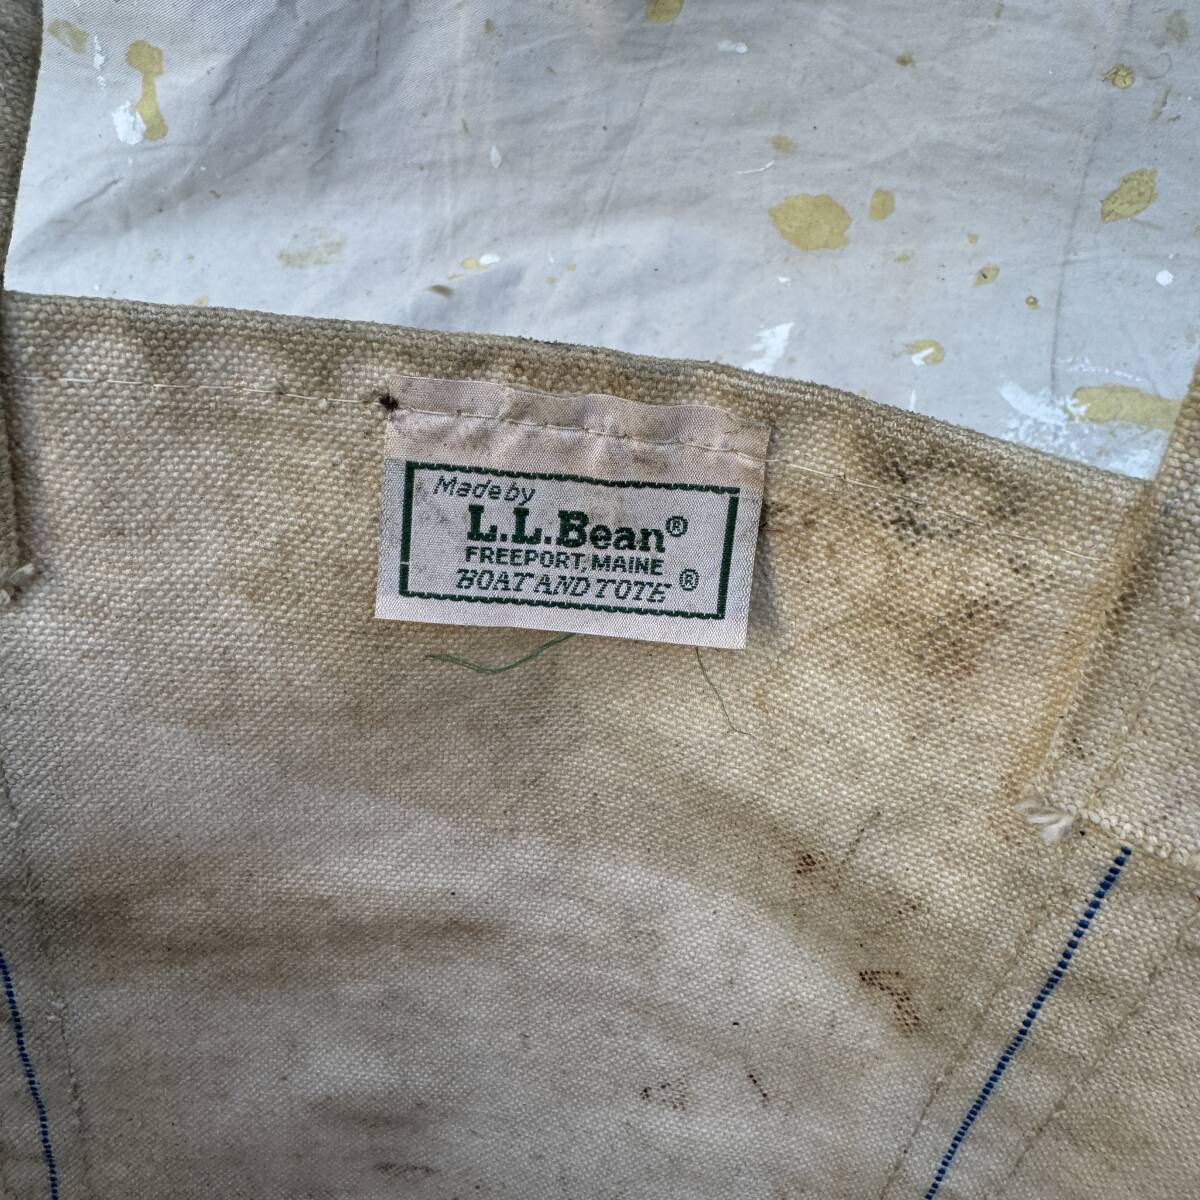 Made by
L.L.Bean®
FREEPORT, MAINE
BOAT AND TOTE ®